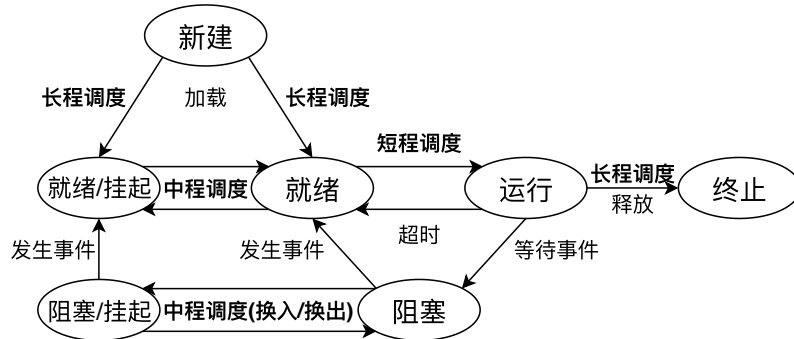 新建
长程调度
加载
长程调度
短程调度
就绪/挂起
中程调度
就绪
运行
长程调度
释放
终止
超时
发生事件
发生事件
等待事件
阻塞/挂起
中程调度(换入/换出)
阻塞